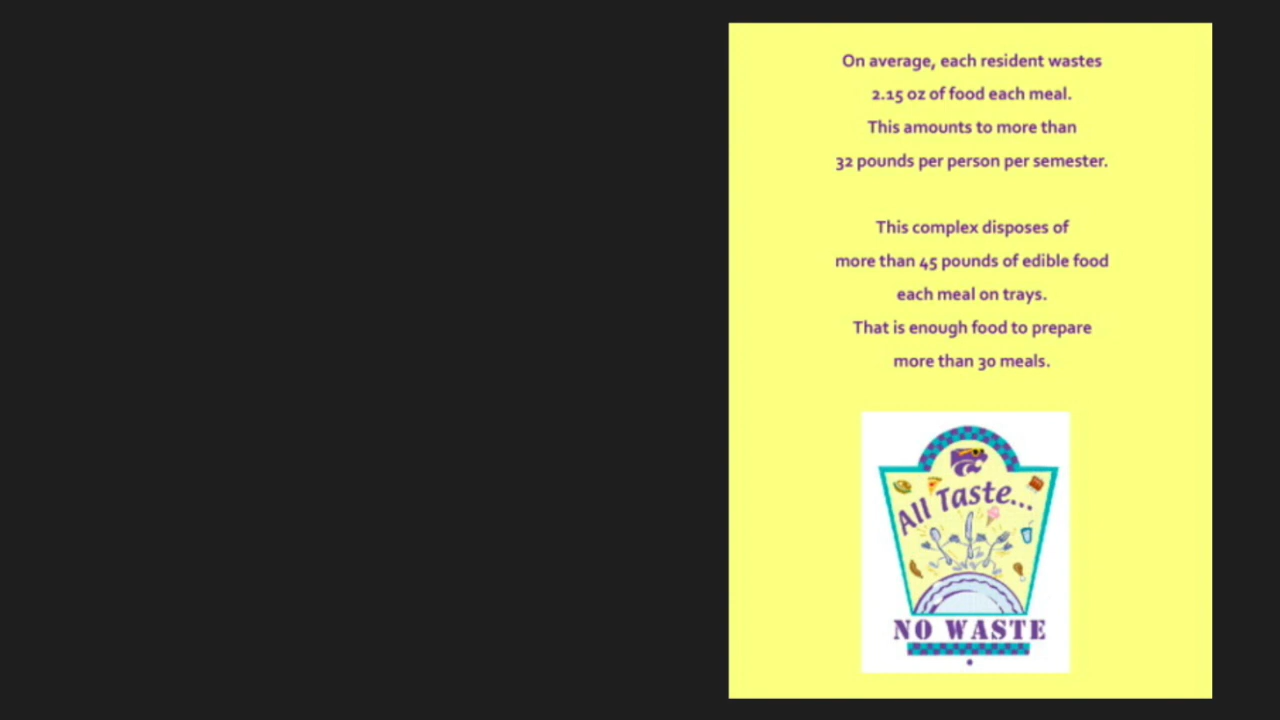 On average, each resident wastes
2.15 oz of food each meal.
This amounts to more than
32 pounds per person per semester.
This complex disposes of
more than 45 pounds of edible food
each meal on trays.
That is enough food to prepare
more than 30 meals.
All Taste...
NO WASTE